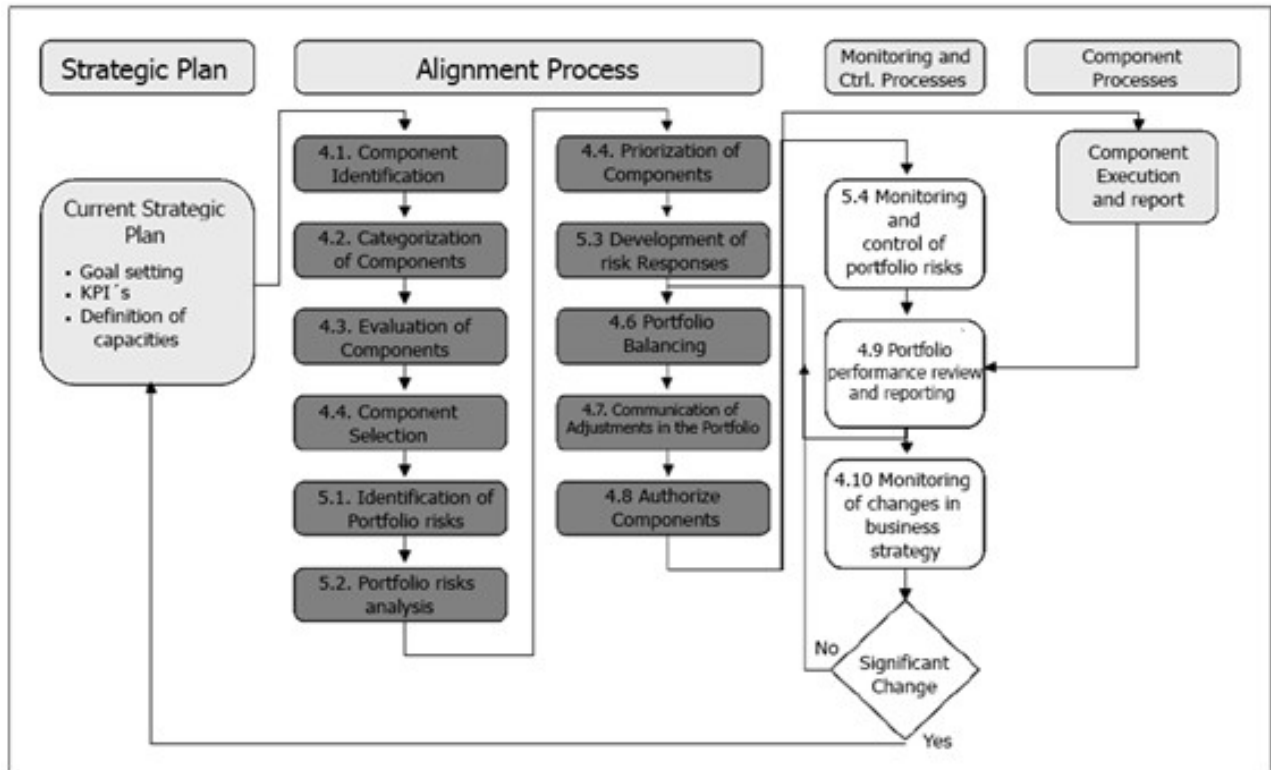 Strategic Plan
Alignment Process
Monitoring and
Ctrl. Processes
Component
Processes
Current Strategic
Plan
▪ Goal setting
▪ KPI´s
▪ Definition of
capacities
4.1. Component
Identification
4.2. Categorization
of Components
4.3. Evaluation of
Components
4.4. Component
Selection
5.1. Identification of
Portfolio risks
5.2. Portfolio risks
analysis
4.4. Priorization of
Components
5.3 Development of
risk Responses
4.6 Portfolio
Balancing
4.7. Communication of
Adjustments in the Portfolio
4.8 Authorize
Components
5.4 Monitoring
and
control of
portfolio risks
4.9 Portfolio
performance review
and reporting
4.10 Monitoring
of changes in
business
strategy
Significant
Change
No
Yes
Component
Execution
and report